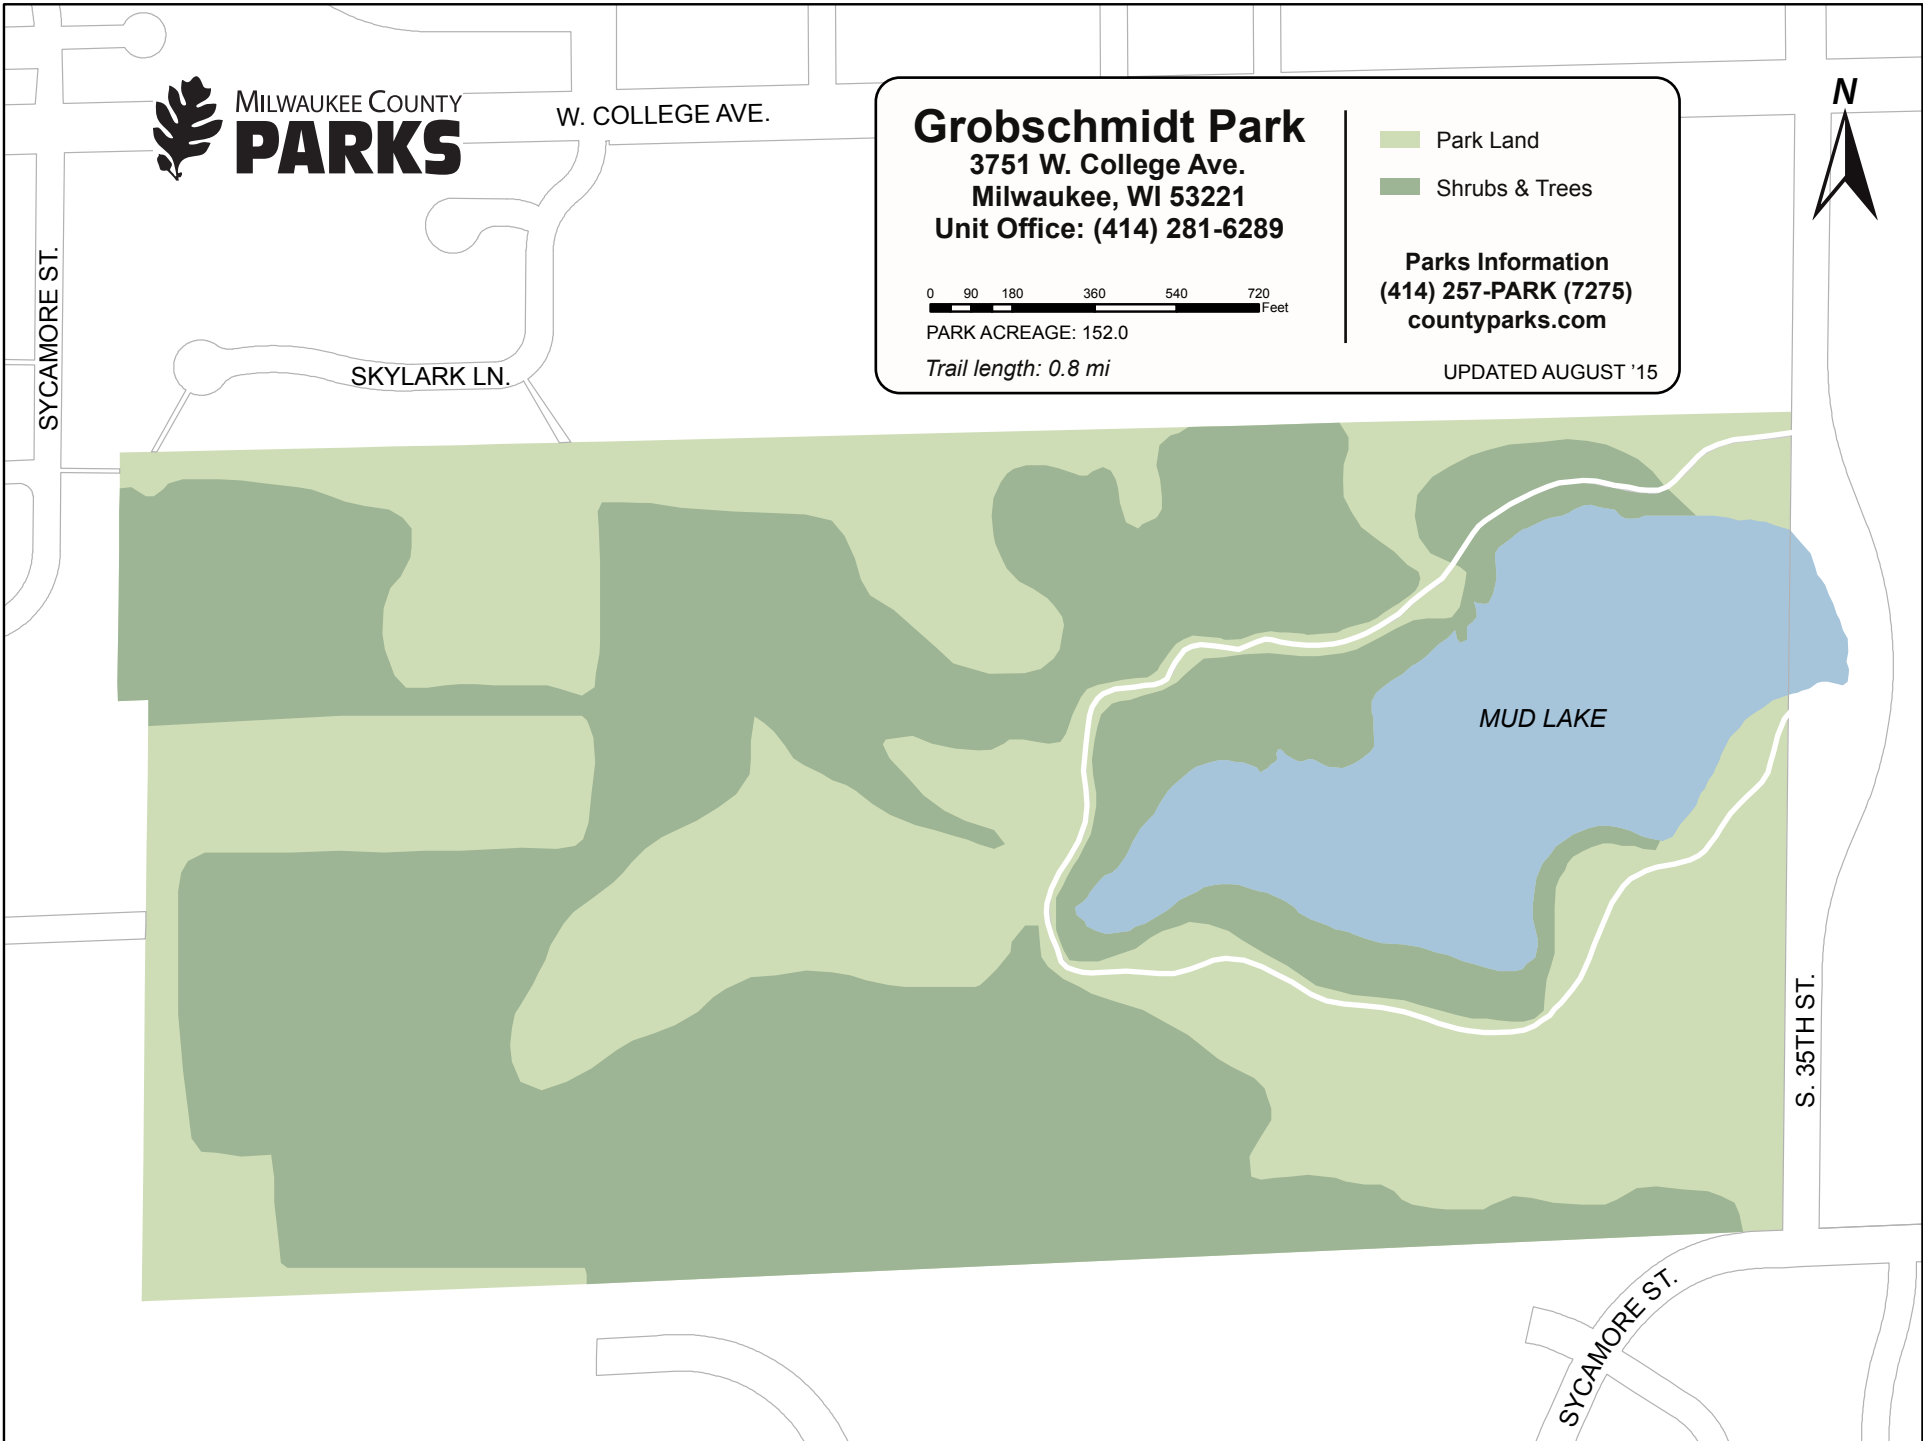 MILWAUKEE COUNTY
PARKS
W. COLLEGE AVE.
Grobschmidt Park
3751 W. College Ave.
Milwaukee, WI 53221
Unit Office: (414) 281-6289
0 90 180 360 540 720
Feet
PARK ACREAGE: 152.0
Trail length: 0.8 mi
Park Land
Shrubs & Trees
Parks Information
(414) 257-PARK (7275)
countyparks.com
UPDATED AUGUST '15
N
SYCAMORE ST.
SKYLARK LN.
MUD LAKE
S. 35TH ST.
SYCAMORE ST.